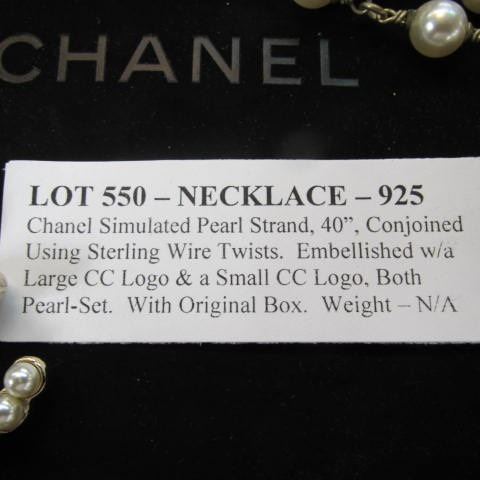 CHANEL
LOT 550 – NECKLACE – 925
Chanel Simulated Pearl Strand, 40”, Conjoined
Using Sterling Wire Twists. Embellished w/a
Large CC Logo & a Small CC Logo, Both
Pearl-Set. With Original Box. Weight – N/A